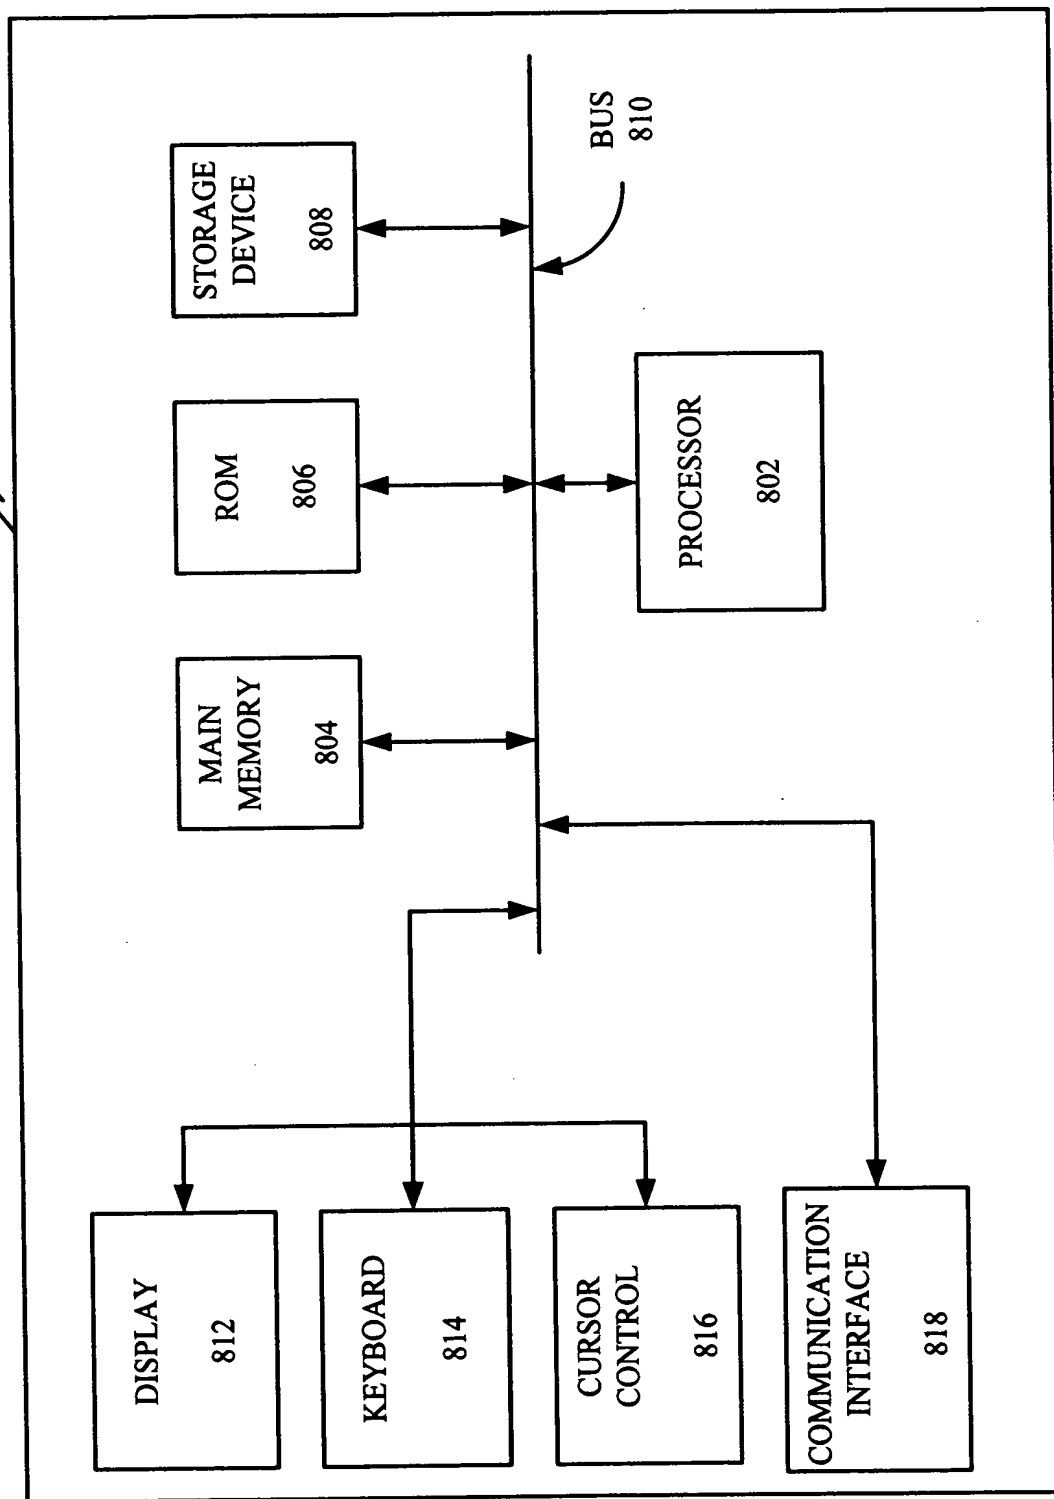 DISPLAY
812
KEYBOARD
814
CURSOR
CONTROL
816
COMMUNICATION
INTERFACE
818
MAIN
MEMORY
804
ROM
806
STORAGE
DEVICE
808
PROCESSOR
802
BUS
810